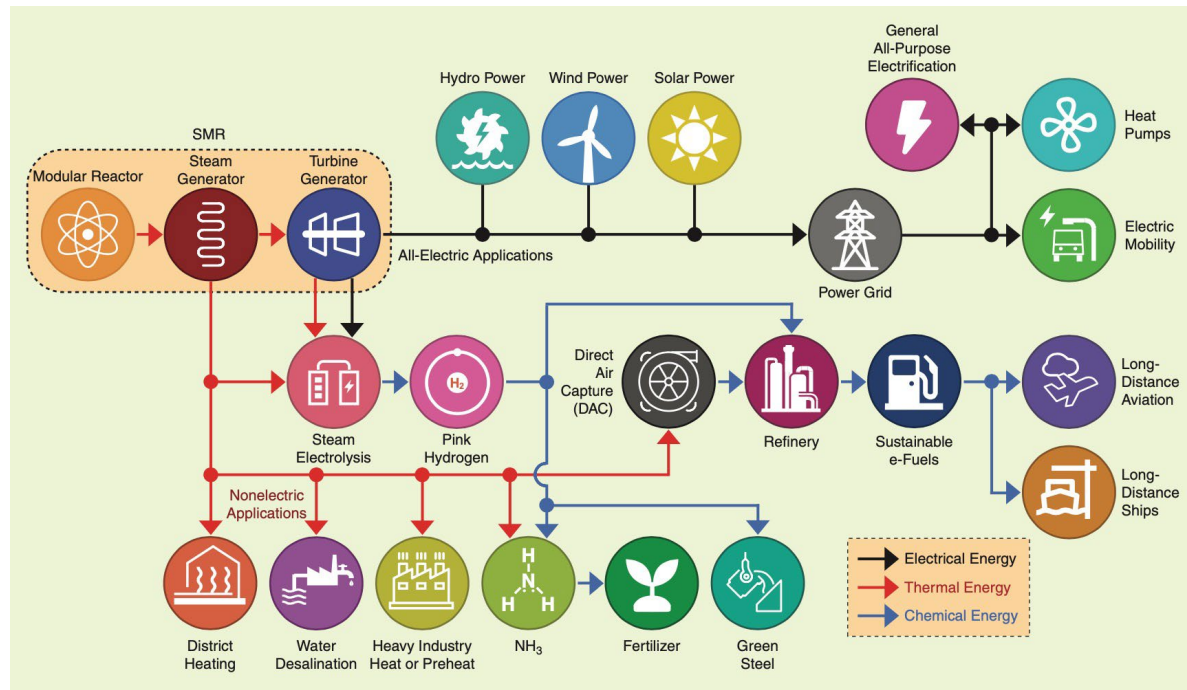 General
All-Purpose
Electrification
Hydro Power
Wind Power
Solar Power
Heat
Pumps
SMR
Modular Reactor
Steam
Generator
Turbine
Generator
All-Electric Applications
Power Grid
Electric
Mobility
Direct
Air
Capture
(DAC)
H2
Steam
Electrolysis
Pink
Hydrogen
Refinery
Sustainable
e-Fuels
Long-
Distance
Aviation
Long-
Distance
Ships
Nonelectric
Applications
H
N
H
H
District
Heating
Water
Desalination
Heavy Industry
Heat or Preheat
NH3
Fertilizer
Green
Steel
Electrical Energy
Thermal Energy
Chemical Energy